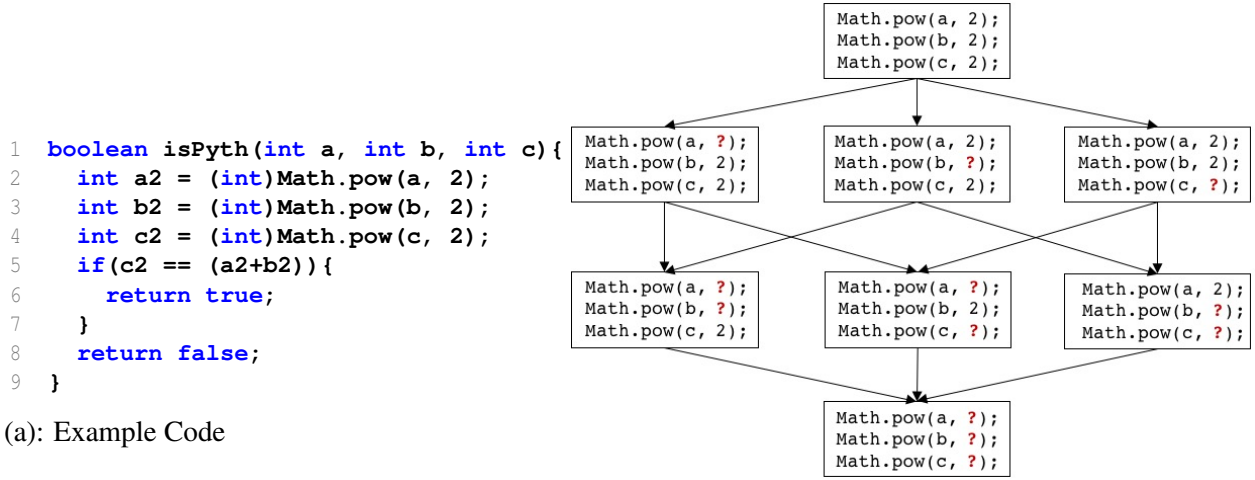 1 boolean isPyth(int a, int b, int c){
2 int a2 = (int)Math.pow(a, 2);
3 int b2 = (int)Math.pow(b, 2);
4 int c2 = (int)Math.pow(c, 2);
5 if(c2 == (a2+b2)){
6 return true;
7 }
8 return false;
9 }
(a): Example Code
Math.pow(a, 2);
Math.pow(b, 2);
Math.pow(c, 2);
Math.pow(a, ?);
Math.pow(b, 2);
Math.pow(c, 2);
Math.pow(a, 2);
Math.pow(b, ?);
Math.pow(c, 2);
Math.pow(a, 2);
Math.pow(b, 2);
Math.pow(c, ?);
Math.pow(a, ?);
Math.pow(b, ?);
Math.pow(c, 2);
Math.pow(a, ?);
Math.pow(b, 2);
Math.pow(c, ?);
Math.pow(a, 2);
Math.pow(b, ?);
Math.pow(c, ?);
Math.pow(a, ?);
Math.pow(b, ?);
Math.pow(c, ?);